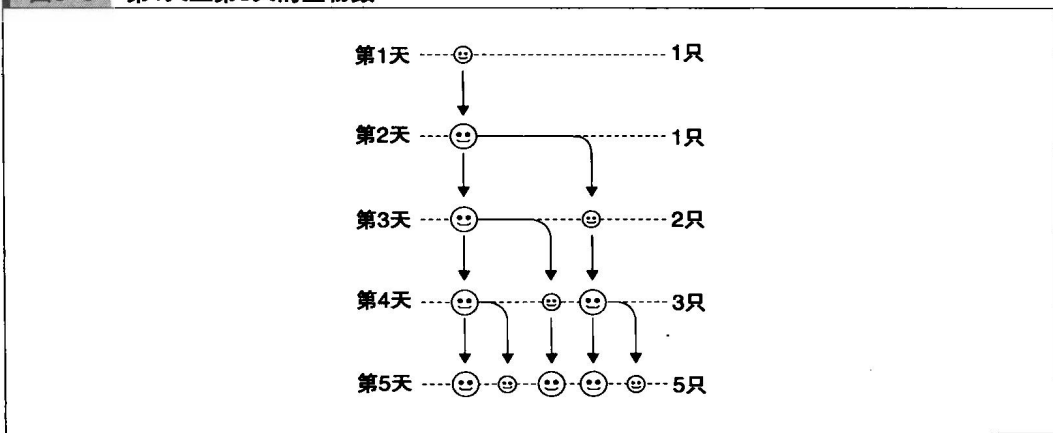 第1天 1只
第2天 1只
第3天 2只
第4天 3只
第5天 5只